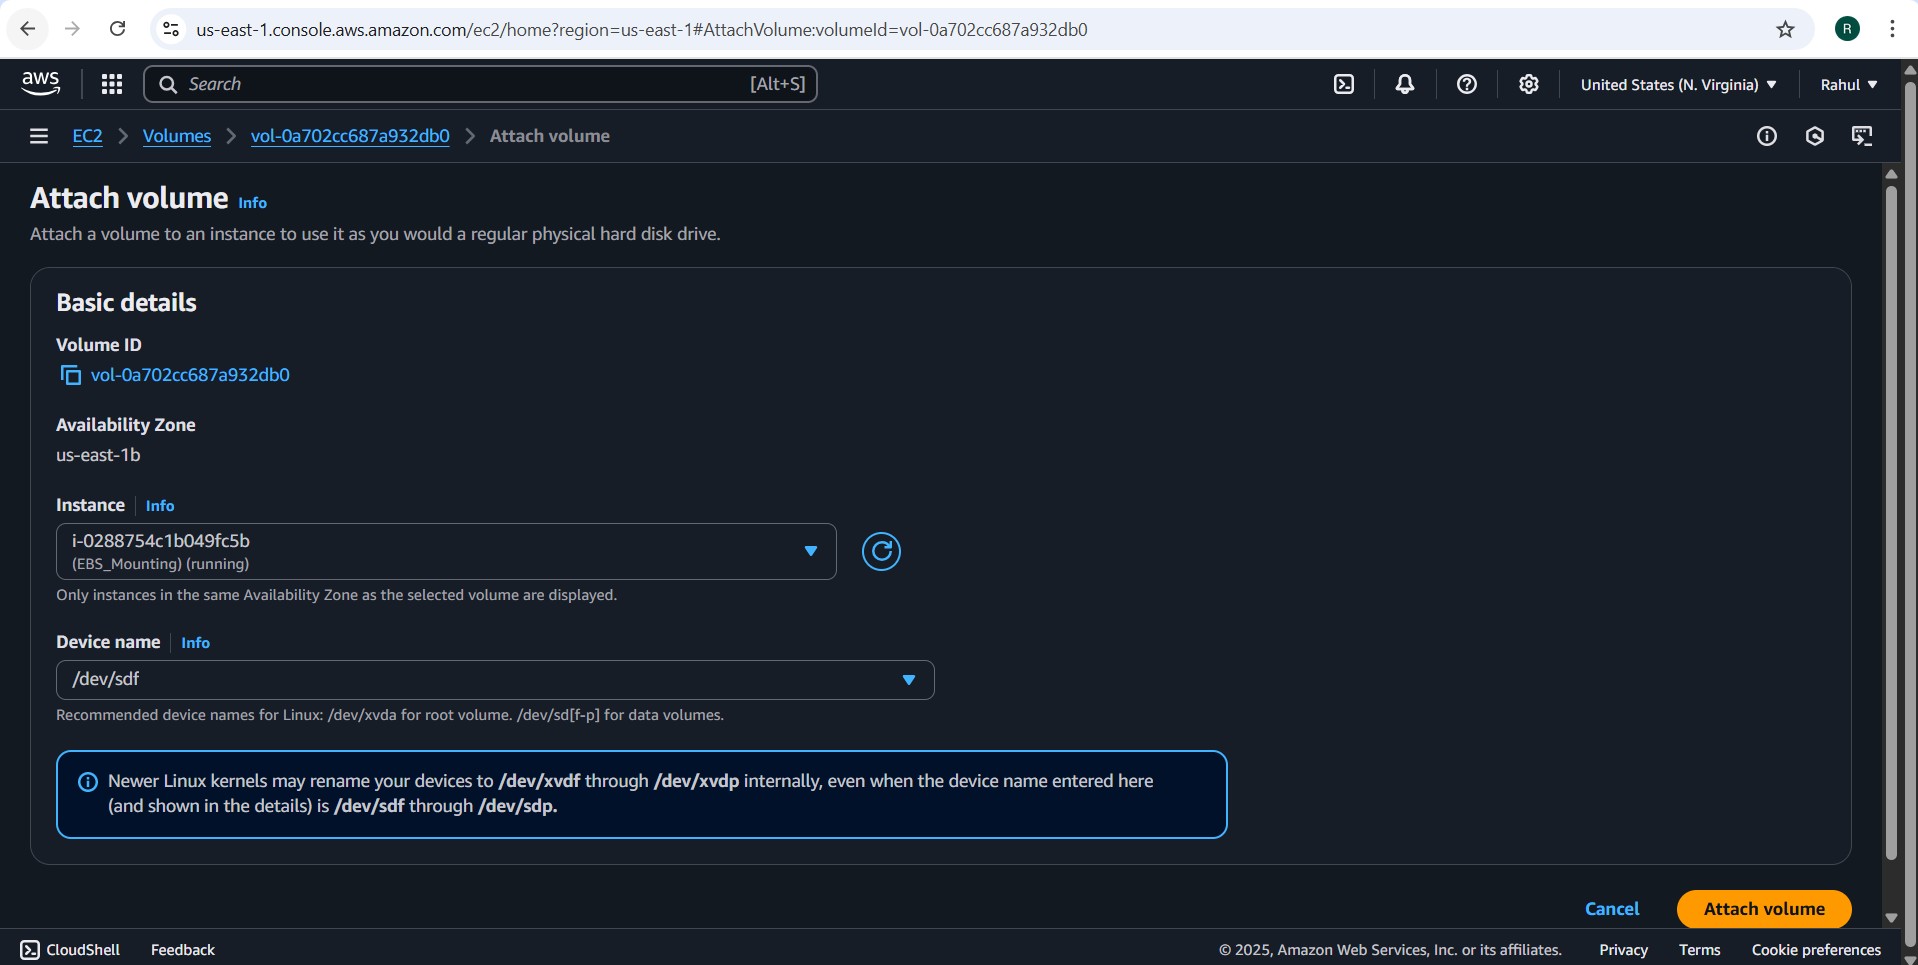 us-east-1.console.aws.amazon.com/ec2/home?region=us-east-1#AttachVolume:volumeId=vol-0a702cc687a932db0
R
aws
Search
[Alt+S]
United States (N. Virginia)
Rahul
EC2
Volumes
vol-0a702cc687a932db0
Attach volume
Attach volume Info
Attach a volume to an instance to use it as you would a regular physical hard disk drive.
Basic details
Volume ID
vol-0a702cc687a932db0
Availability Zone
us-east-1b
Instance Info
i-0288754c1b049fc5b
(EBS_Mounting) (running)
Only instances in the same Availability Zone as the selected volume are displayed.
Device name Info
/dev/sdf
Recommended device names for Linux: /dev/xvda for root volume. /dev/sd[f-p] for data volumes.
Newer Linux kernels may rename your devices to /dev/xvdf through /dev/xvdp internally, even when the device name entered here
(and shown in the details) is /dev/sdf through /dev/sdp.
Cancel
Attach volume
CloudShell
Feedback
© 2025, Amazon Web Services, Inc. or its affiliates.
Privacy
Terms
Cookie preferences